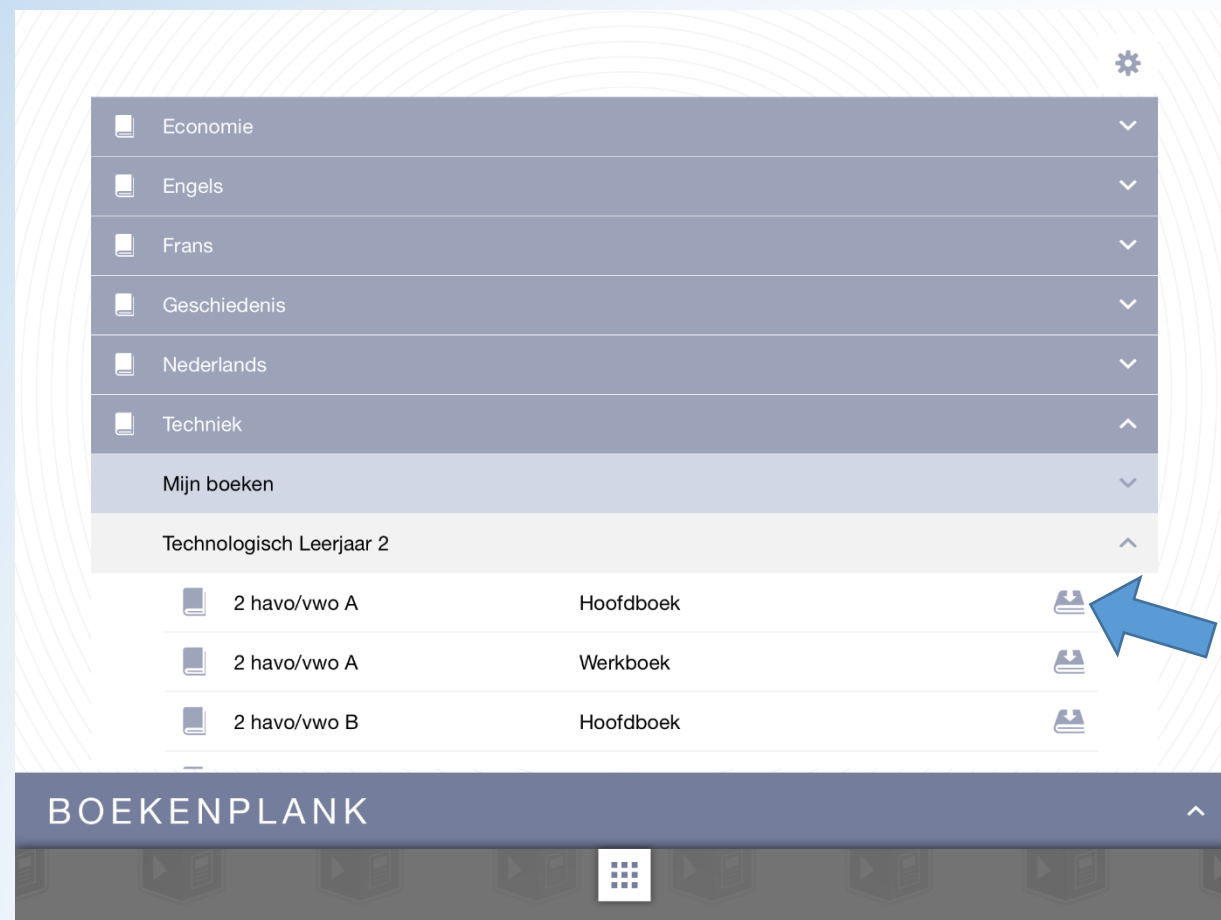 Economie
Engels
Frans
Geschiedenis
Nederlands
Techniek
Mijn boeken
Technologisch Leerjaar 2
2 havo/vwo A Hoofdboek
2 havo/vwo A Werkboek
2 havo/vwo B Hoofdboek
BOEKENPLANK